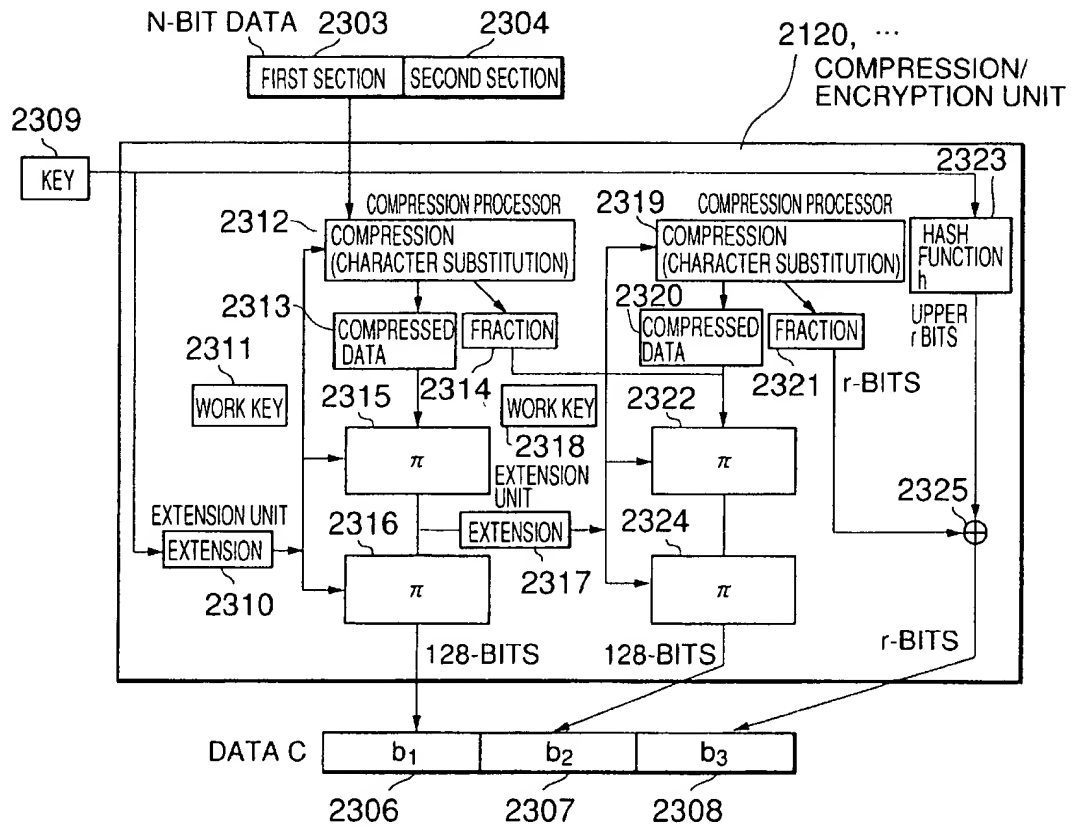 N-BIT DATA 2303 2304
FIRST SECTION SECOND SECTION
2120, ...
COMPRESSION/
ENCRYPTION UNIT
2309
KEY
2323
HASH
FUNCTION
h
UPPER
r BITS
COMPRESSION PROCESSOR
2312
COMPRESSION
(CHARACTER SUBSTITUTION)
COMPRESSION PROCESSOR
2319
COMPRESSION
(CHARACTER SUBSTITUTION)
2313
COMPRESSED
DATA
FRACTION
2314
2320
COMPRESSED
DATA
FRACTION
2321
r-BITS
2311
WORK KEY
2315
π
WORK KEY
2318
2322
π
EXTENSION UNIT
EXTENSION
2310
2316
π
EXTENSION
UNIT
EXTENSION
2317
2324
π
2325
128-BITS
128-BITS
r-BITS
DATA C
b1 b2 b3
2306 2307 2308